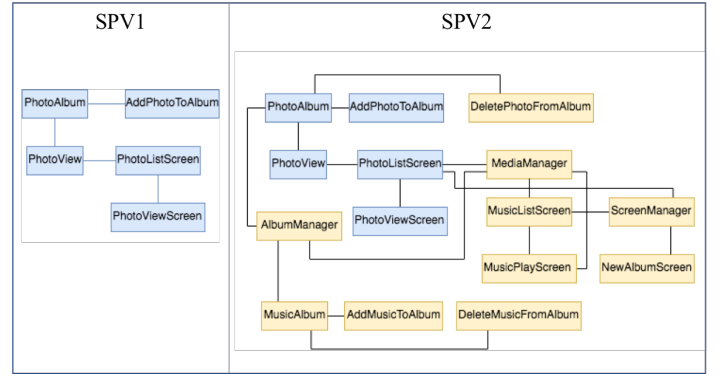 SPV1
SPV2
PhotoAlbum
AddPhotoToAlbum
PhotoView
PhotoListScreen
PhotoViewScreen
PhotoAlbum
AddPhotoToAlbum
DeletePhotoFromAlbum
PhotoView
PhotoListScreen
MediaManager
PhotoViewScreen
MusicListScreen
ScreenManager
AlbumManager
MusicPlayScreen
NewAlbumScreen
MusicAlbum
AddMusicToAlbum
DeleteMusicFromAlbum